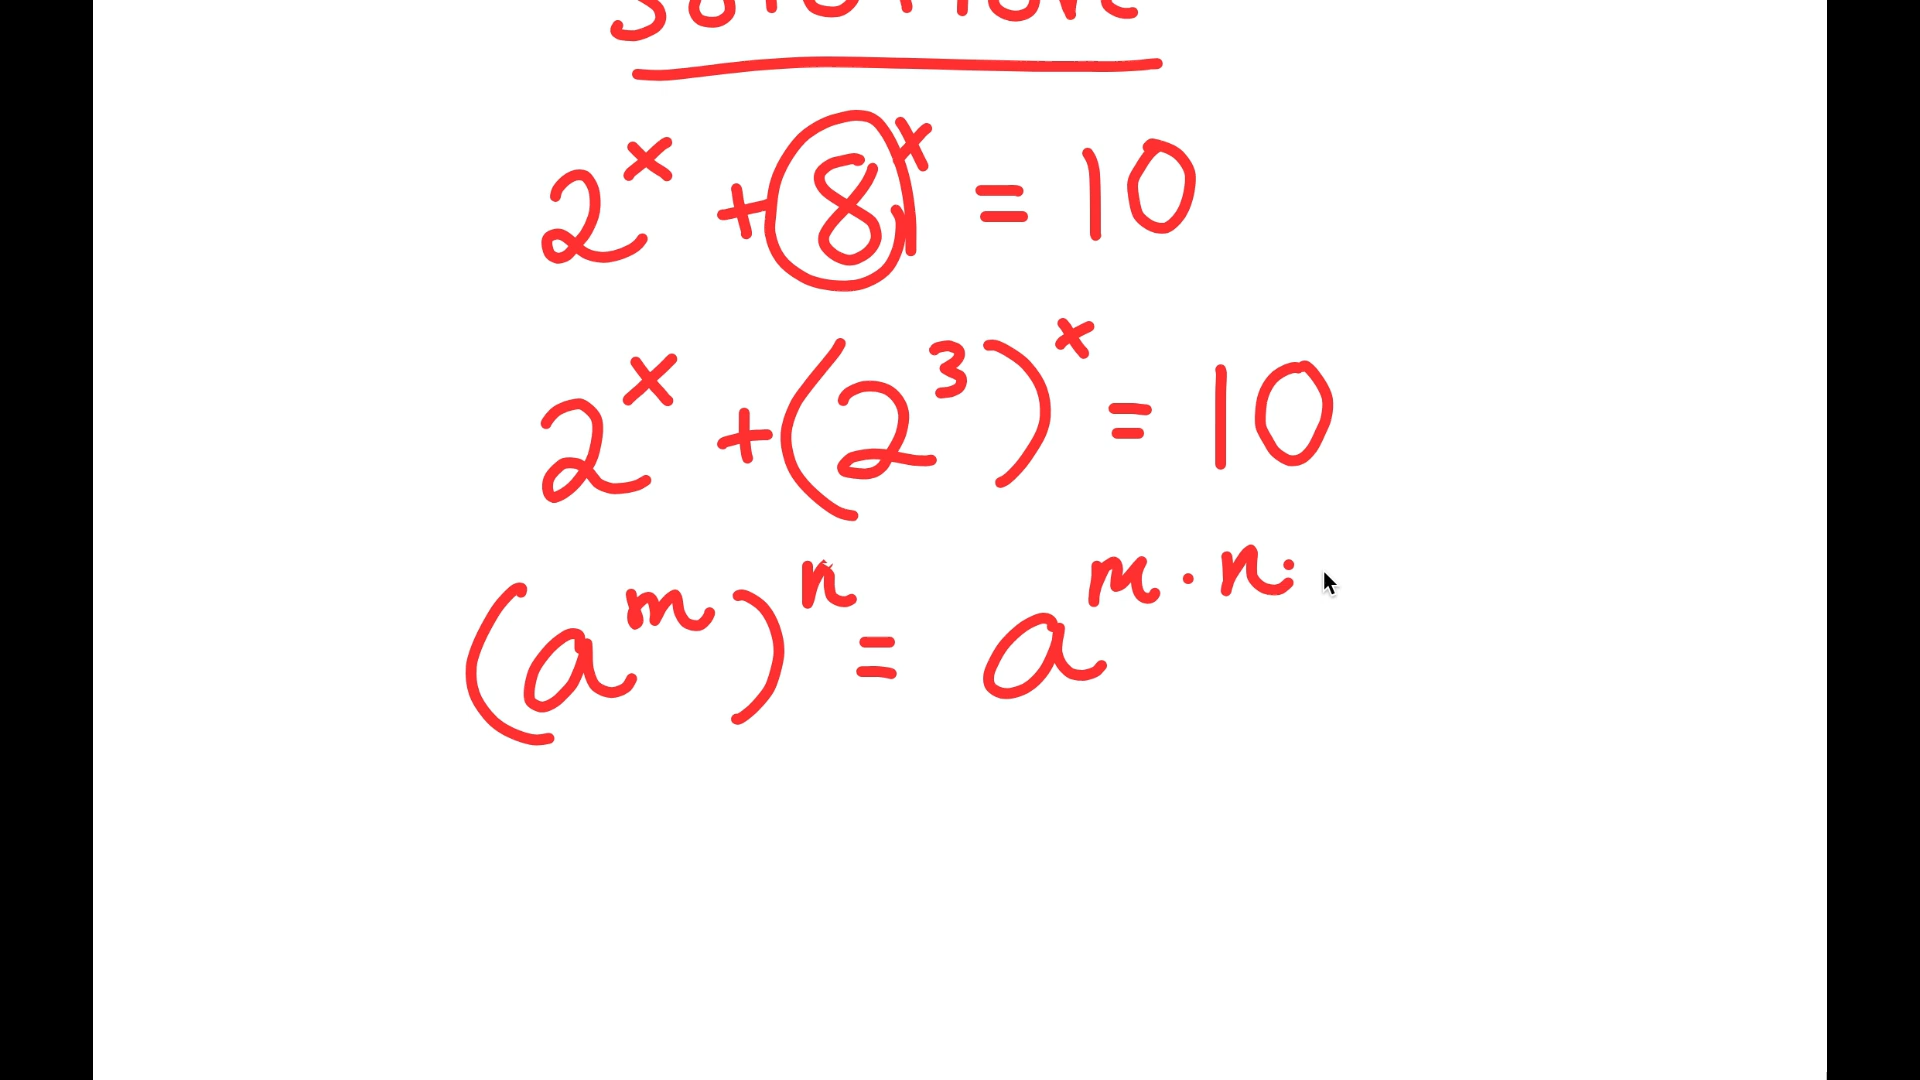 2^x + 8^x = 10
2^x + (2^3)^x = 10
(a^m)^n = a^{m · n}